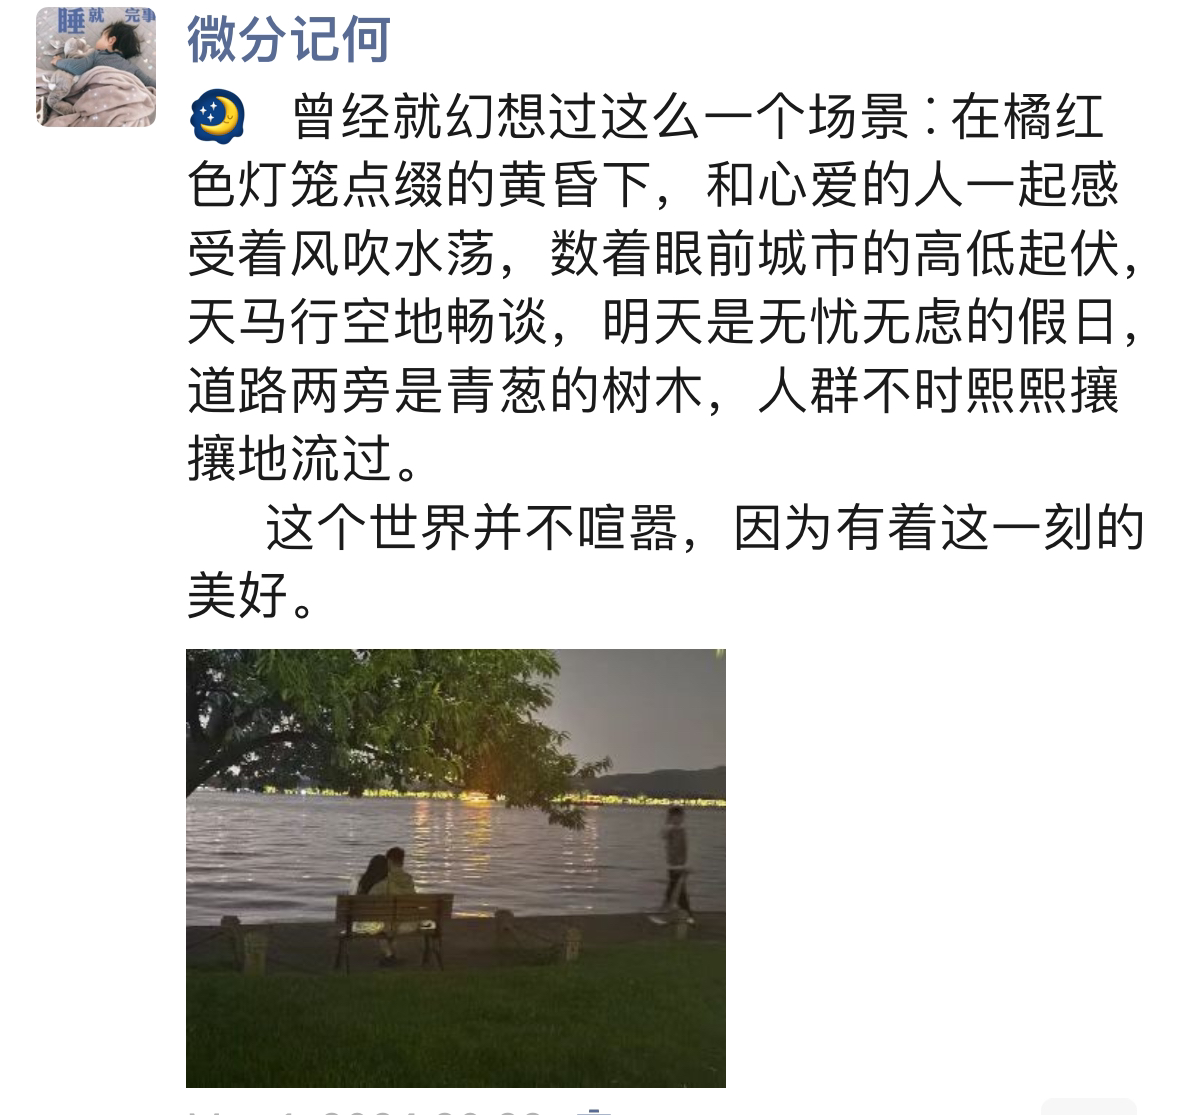 睡就 完事
微分记何
🌙 曾经就幻想过这么一个场景:在橘红
色灯笼点缀的黄昏下，和心爱的人一起感
受着风吹水荡，数着眼前城市的高低起伏，
天马行空地畅谈，明天是无忧无虑的假日，
道路两旁是青葱的树木，人群不时熙熙攘
攘地流过。
这个世界并不喧嚣，因为有着这一刻的
美好。